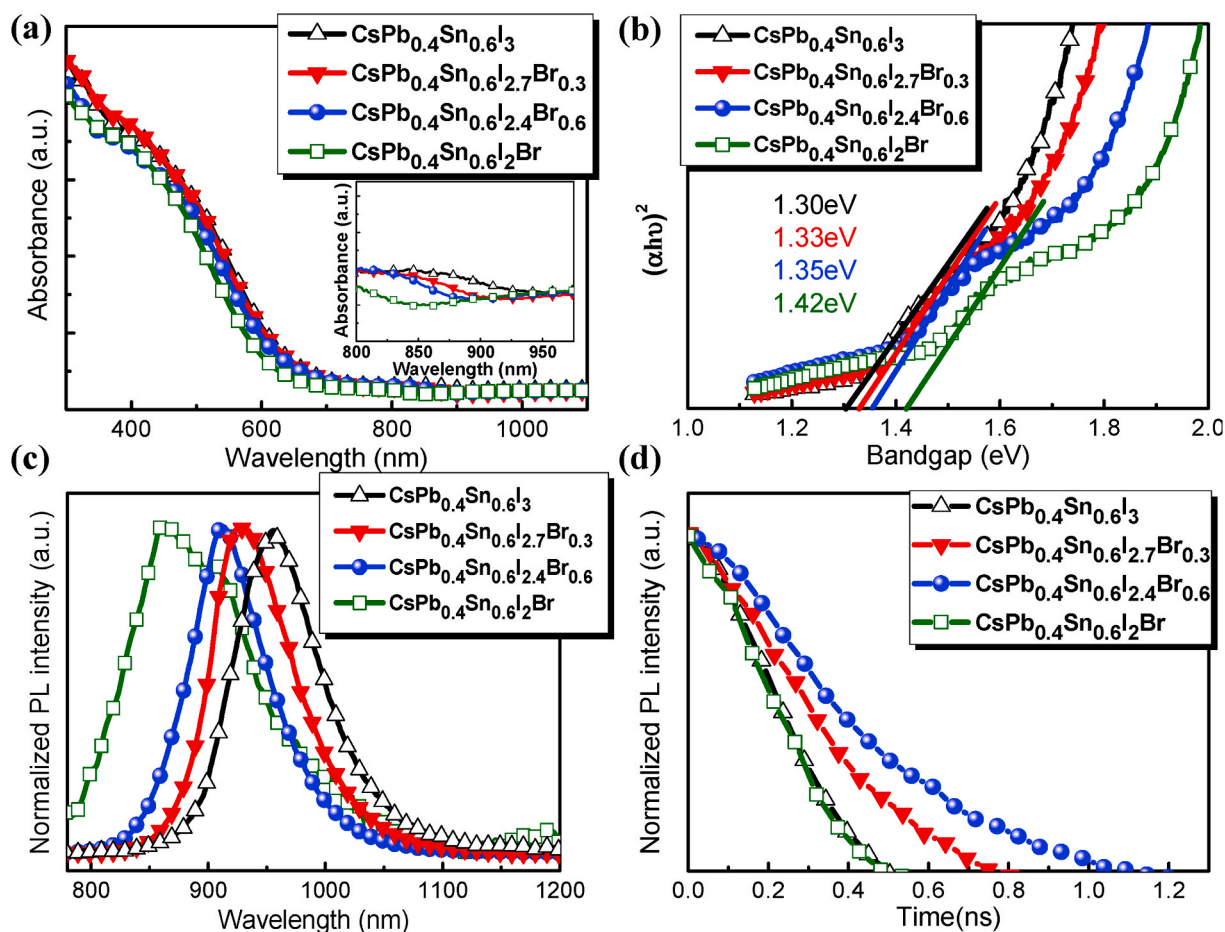 (a)
CsPb0.4Sn0.6I3
CsPb0.4Sn0.6I2.7Br0.3
CsPb0.4Sn0.6I2.4Br0.6
CsPb0.4Sn0.6I2Br
Absorbance (a.u.)
Absorbance (a.u.)
800 850 900 950
Wavelength (nm)
400 600 800 1000
Wavelength (nm)
(b)
CsPb0.4Sn0.6I3
CsPb0.4Sn0.6I2.7Br0.3
CsPb0.4Sn0.6I2.4Br0.6
CsPb0.4Sn0.6I2Br
1.30eV
1.33eV
1.35eV
1.42eV
(αhυ)2
1.0 1.2 1.4 1.6 1.8 2.0
Bandgap (eV)
(c)
CsPb0.4Sn0.6I3
CsPb0.4Sn0.6I2.7Br0.3
CsPb0.4Sn0.6I2.4Br0.6
CsPb0.4Sn0.6I2Br
Normalized PL intensity (a.u.)
800 900 1000 1100 1200
Wavelength (nm)
(d)
CsPb0.4Sn0.6I3
CsPb0.4Sn0.6I2.7Br0.3
CsPb0.4Sn0.6I2.4Br0.6
CsPb0.4Sn0.6I2Br
Normalized PL intensity (a.u.)
0.0 0.2 0.4 0.6 0.8 1.0 1.2
Time(ns)